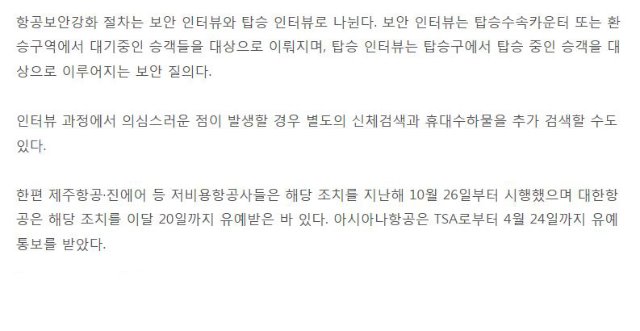 항공보안강화 절차는 보안 인터뷰와 탑승 인터뷰로 나뉜다. 보안 인터뷰는 탑승수속카운터 또는 환
승구역에서 대기중인 승객들을 대상으로 이뤄지며, 탑승 인터뷰는 탑승구에서 탑승 중인 승객을 대
상으로 이루어지는 보안 질의다.
인터뷰 과정에서 의심스러운 점이 발생할 경우 별도의 신체검색과 휴대수하물을 추가 검색할 수도
있다.
한편 제주항공·진에어 등 저비용항공사들은 해당 조치를 지난해 10월 26일부터 시행했으며 대한항
공은 해당 조치를 이달 20일까지 유예받은 바 있다. 아시아나항공은 TSA로부터 4월 24일까지 유예
통보를 받았다.